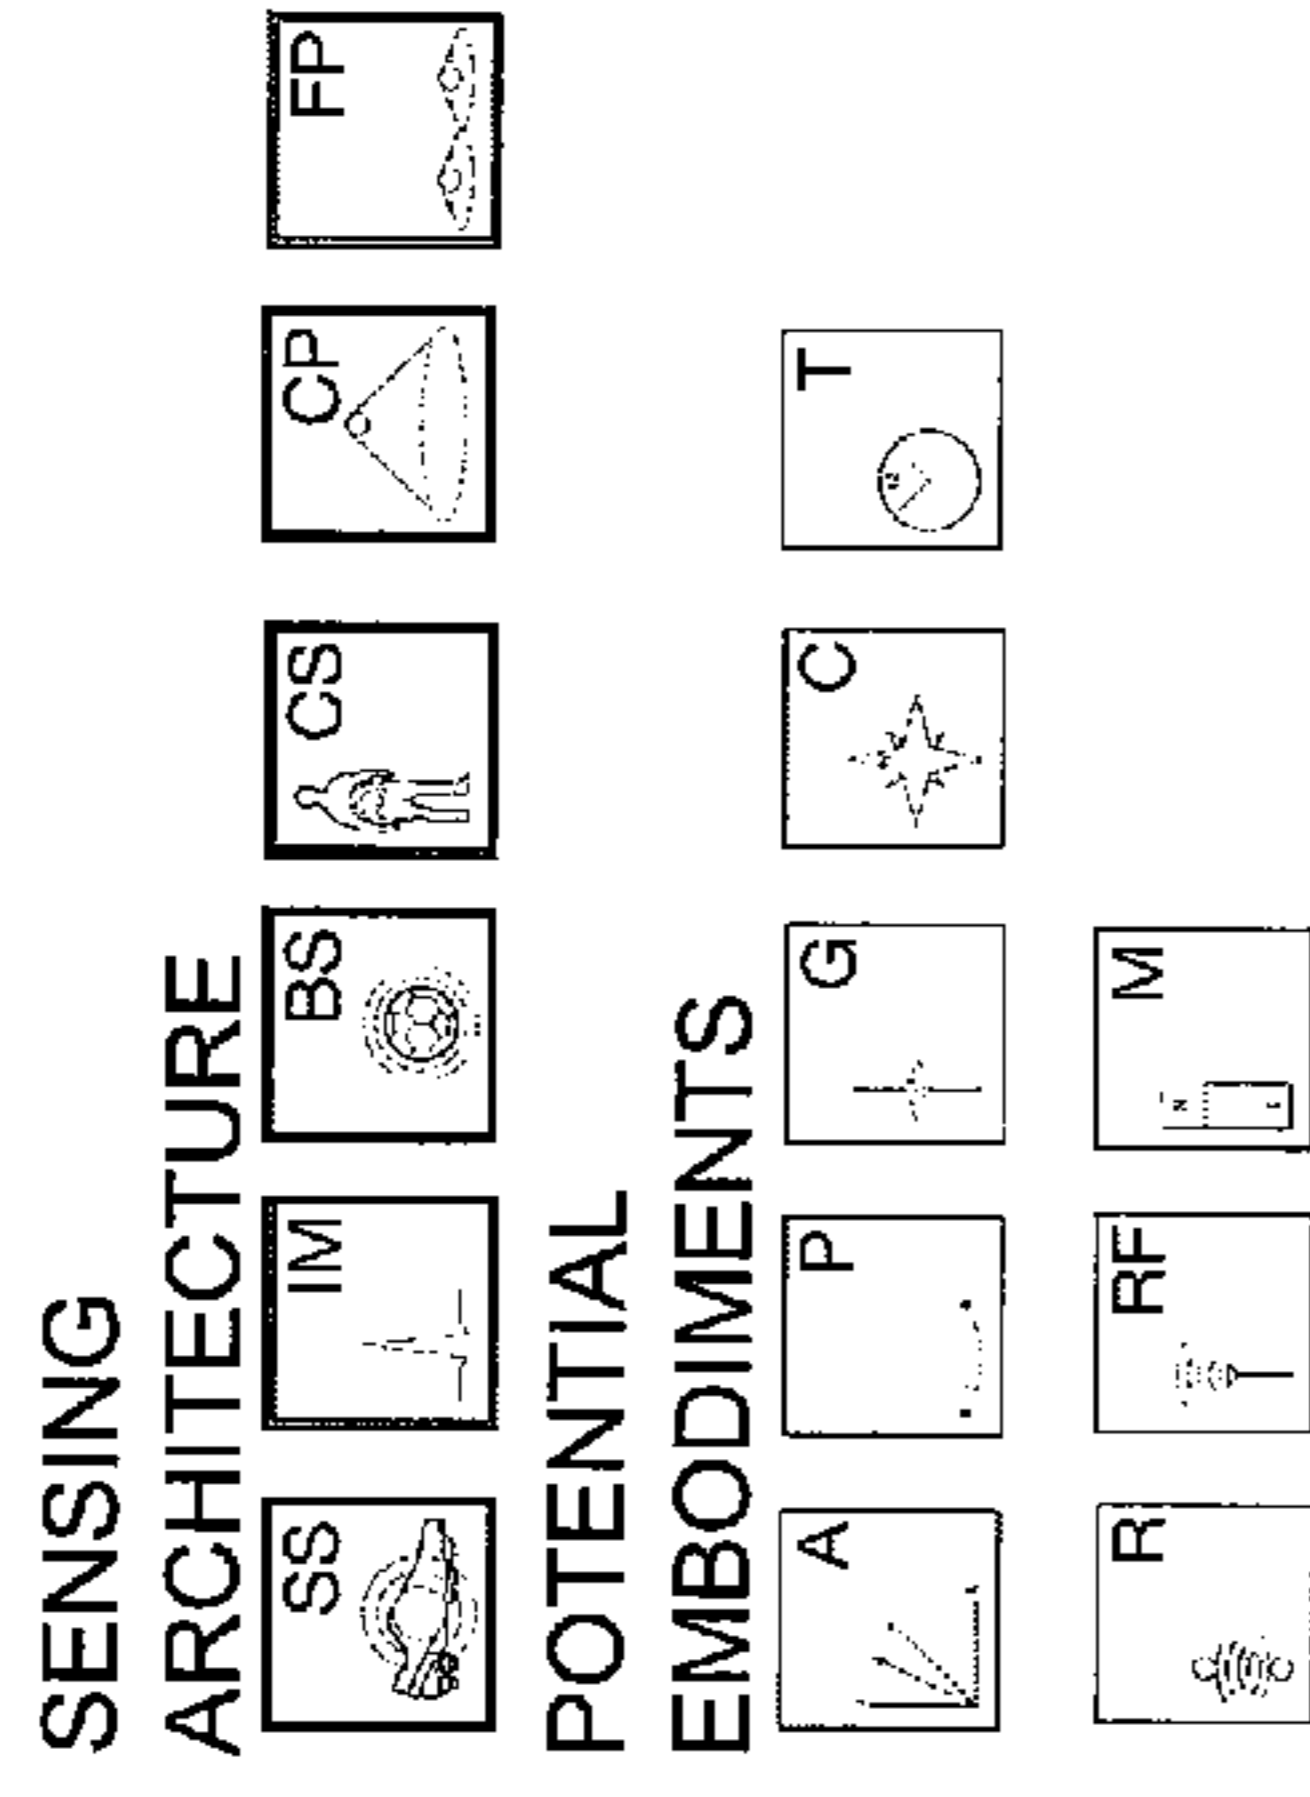 SENSING
ARCHITECTURE
SS IM BS CS CP FP
POTENTIAL
EMBODIMENTS
A P G C T
R RF M